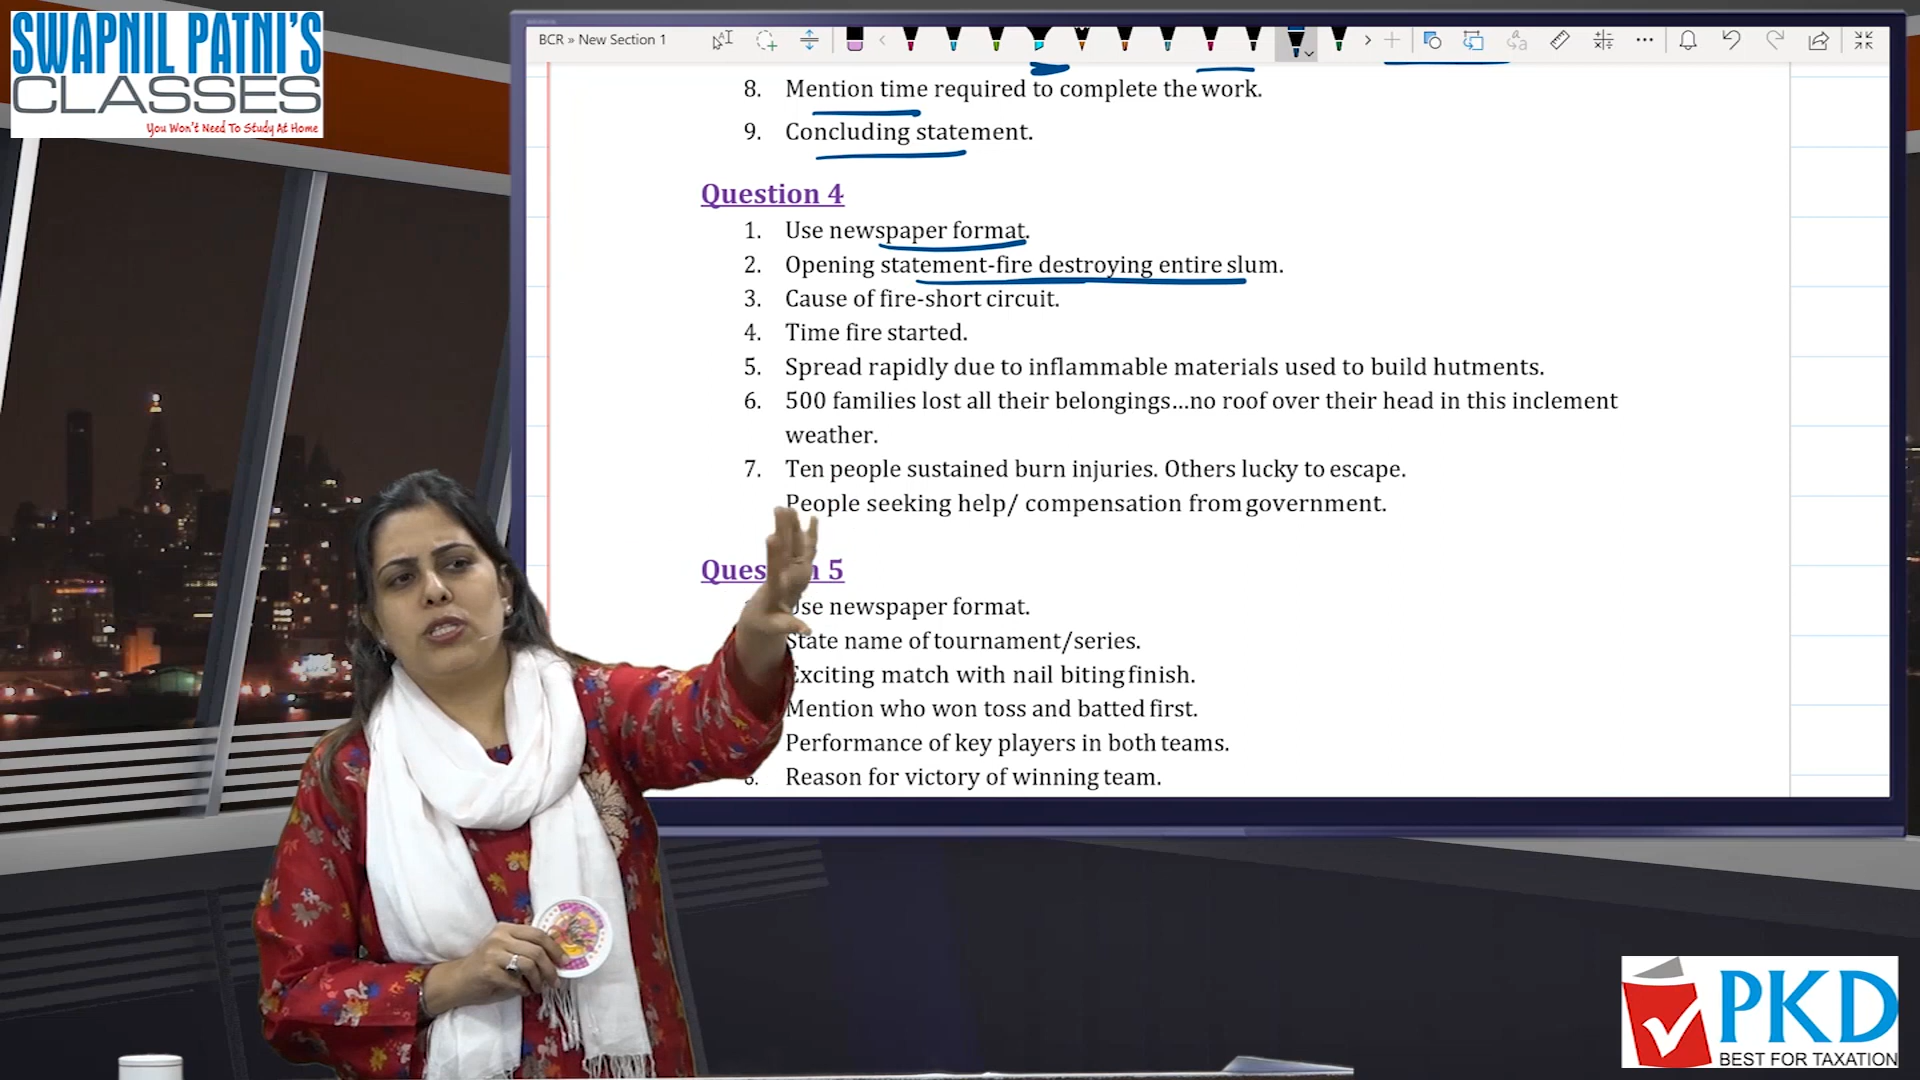 SWAPNIL PATNI'S
CLASSES
You Won't Need To Study At Home
BCR » New Section 1
8. Mention time required to complete the work.
9. Concluding statement.
Question 4
1. Use newspaper format.
2. Opening statement-fire destroying entire slum.
3. Cause of fire-short circuit.
4. Time fire started.
5. Spread rapidly due to inflammable materials used to build hutments.
6. 500 families lost all their belongings...no roof over their head in this inclement
weather.
7. Ten people sustained burn injuries. Others lucky to escape.
People seeking help/ compensation from government.
5
Use newspaper format.
State name of tournament/series.
Exciting match with nail biting finish.
Mention who won toss and batted first.
Performance of key players in both teams.
Reason for victory of winning team.
PKD
BEST FOR TAXATION